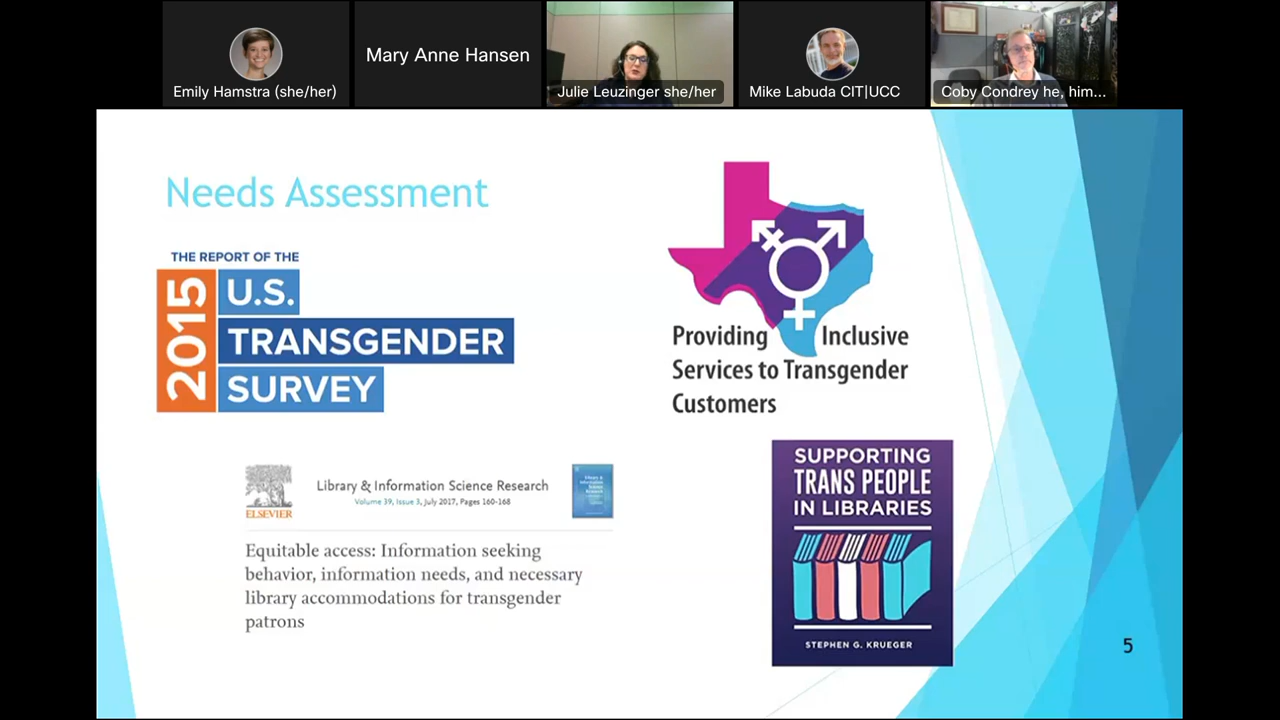 Emily Hamstra (she/her)
Mary Anne Hansen
Julie Leuzinger she/her
Mike Labuda CIT|UCC
Coby Condrey he, him...
Needs Assessment
THE REPORT OF THE
2015
U.S.
TRANSGENDER
SURVEY
Providing Inclusive
Services to Transgender
Customers
ELSEVIER
Library & Information Science Research
Volume 39, Issue 3, July 2017, Pages 160-168
Equitable access: Information seeking
behavior, information needs, and necessary
library accommodations for transgender
patrons
SUPPORTING
TRANS PEOPLE
IN LIBRARIES
STEPHEN G. KRUEGER
5